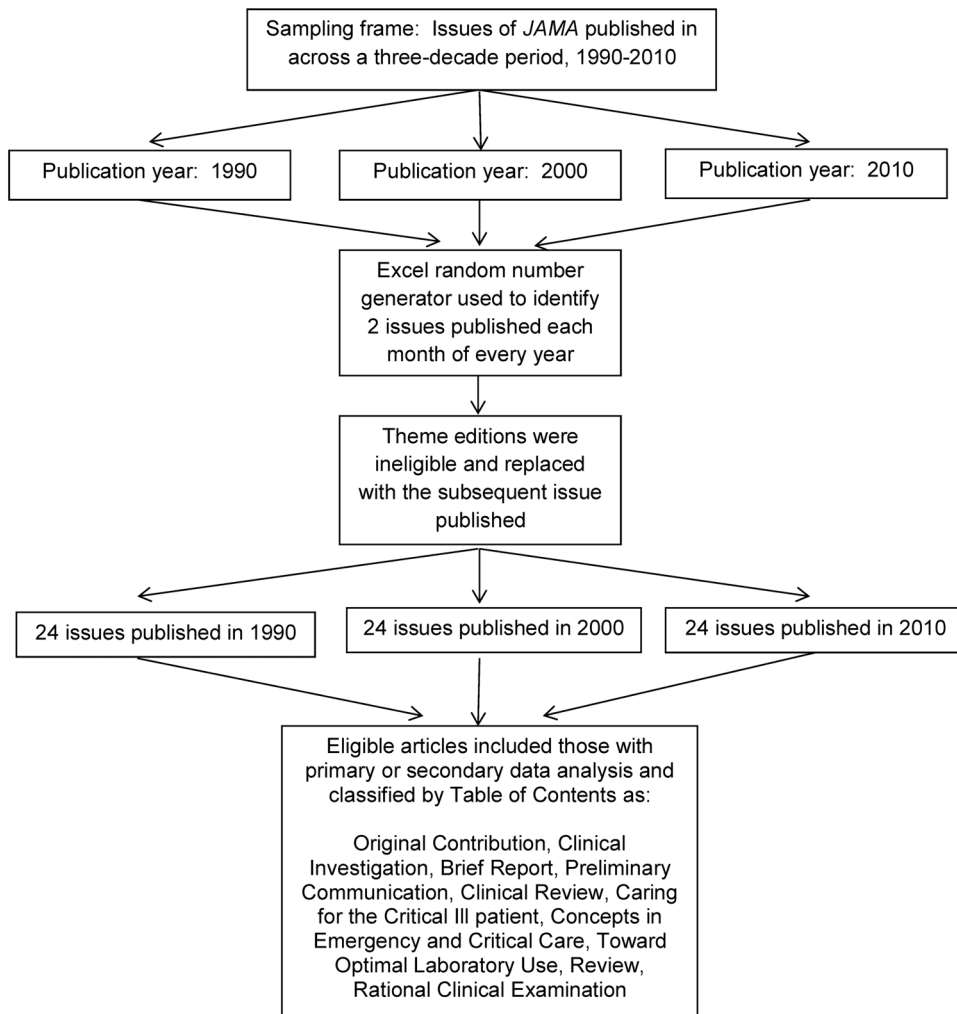 Sampling frame:  Issues of JAMA published in
across a three-decade period, 1990-2010
Publication year:  1990
Publication year:  2000
Publication year:  2010
Excel random number
generator used to identify
2 issues published each
month of every year
Theme editions were
ineligible and replaced
with the subsequent issue
published
24 issues published in 1990
24 issues published in 2000
24 issues published in 2010
Eligible articles included those with
primary or secondary data analysis and
classified by Table of Contents as:
Original Contribution, Clinical
Investigation, Brief Report, Preliminary
Communication, Clinical Review, Caring
for the Critical Ill patient, Concepts in
Emergency and Critical Care, Toward
Optimal Laboratory Use, Review,
Rational Clinical Examination